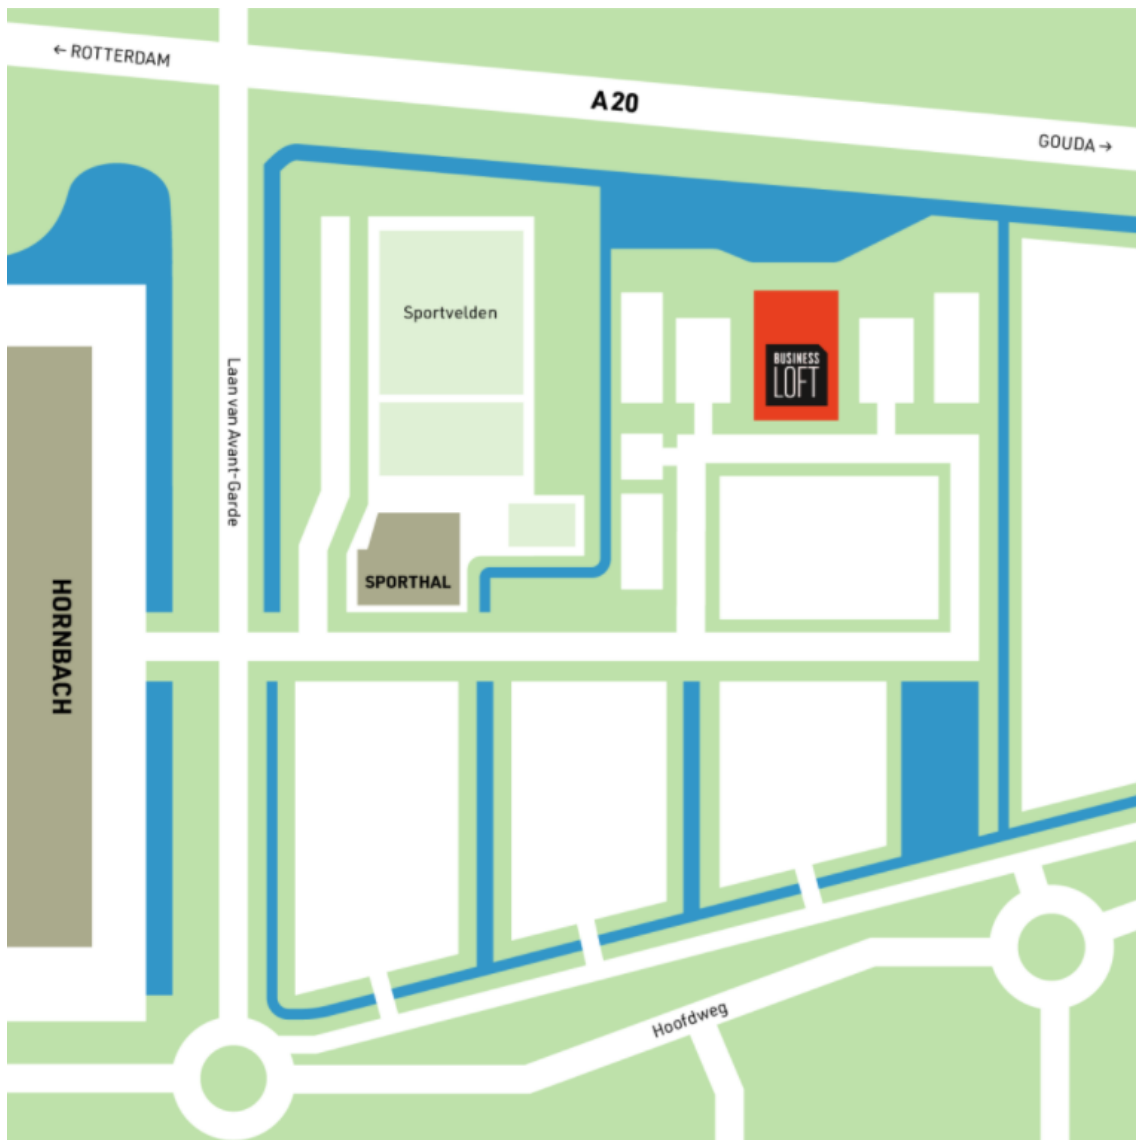 ← ROTTERDAM
A20
GOUDA →
Sportvelden
BUSINESS
LOFT
Laan van Avant-Garde
SPORTHAL
HORNBACH
Hoofdweg